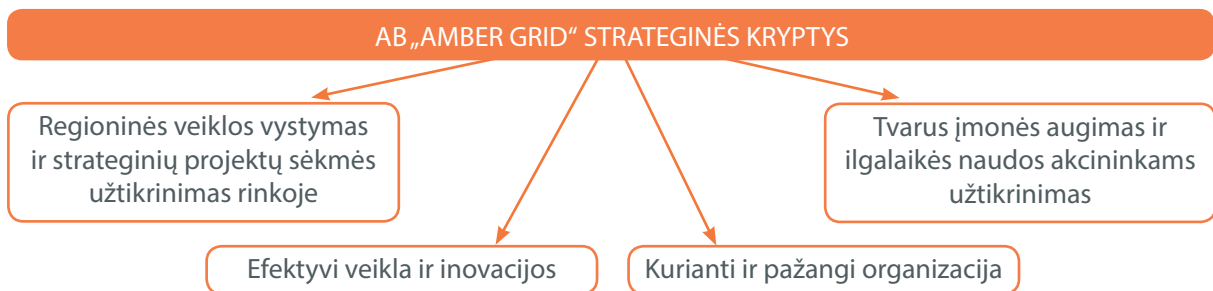 AB „AMBER GRID“ STRATEGINĖS KRYPTYS
Regioninės veiklos vystymas
ir strateginių projektų sėkmės
užtikrinimas rinkoje
Tvarus įmonės augimas ir
ilgalaikės naudos akcininkams
užtikrinimas
Efektyvi veikla ir inovacijos
Kurianti ir pažangi organizacija